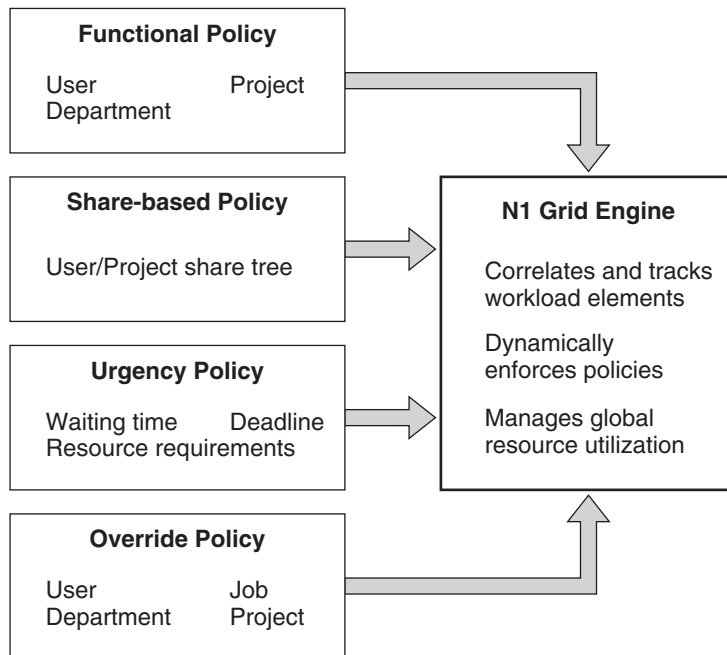 Functional Policy
User Project
Department
Share-based Policy
User/Project share tree
Urgency Policy
Waiting time Deadline
Resource requirements
Override Policy
User Job
Department Project
N1 Grid Engine
Correlates and tracks
workload elements
Dynamically
enforces policies
Manages global
resource utilization